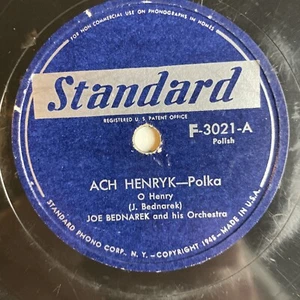 FOR NON-COMMERCIAL USE ON PHONOGRAPHS IN HOMES
Standard
REGISTERED U.S. PATENT OFFICE
F-3021-A
Polish
ACH HENRYK—Polka
O Henry
(J. Bednarek)
JOE BEDNAREK and his Orchestra
STANDARD PHONO CORP. N. Y.—COPYRIGHT 1948—MADE IN U.S.A.